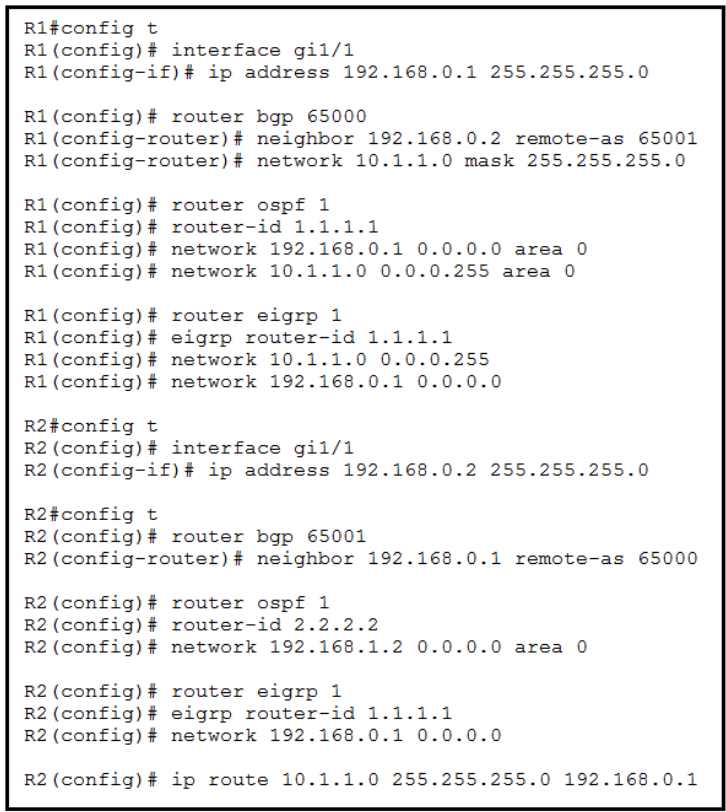 R1#config t
R1(config)# interface gi1/1
R1(config-if)# ip address 192.168.0.1 255.255.255.0
R1(config)# router bgp 65000
R1(config-router)# neighbor 192.168.0.2 remote-as 65001
R1(config-router)# network 10.1.1.0 mask 255.255.255.0
R1(config)# router ospf 1
R1(config)# router-id 1.1.1.1
R1(config)# network 192.168.0.1 0.0.0.0 area 0
R1(config)# network 10.1.1.0 0.0.0.255 area 0
R1(config)# router eigrp 1
R1(config)# eigrp router-id 1.1.1.1
R1(config)# network 10.1.1.0 0.0.0.255
R1(config)# network 192.168.0.1 0.0.0.0
R2#config t
R2(config)# interface gi1/1
R2(config-if)# ip address 192.168.0.2 255.255.255.0
R2#config t
R2(config)# router bgp 65001
R2(config-router)# neighbor 192.168.0.1 remote-as 65000
R2(config)# router ospf 1
R2(config)# router-id 2.2.2.2
R2(config)# network 192.168.1.2 0.0.0.0 area 0
R2(config)# router eigrp 1
R2(config)# eigrp router-id 1.1.1.1
R2(config)# network 192.168.0.1 0.0.0.0
R2(config)# ip route 10.1.1.0 255.255.255.0 192.168.0.1